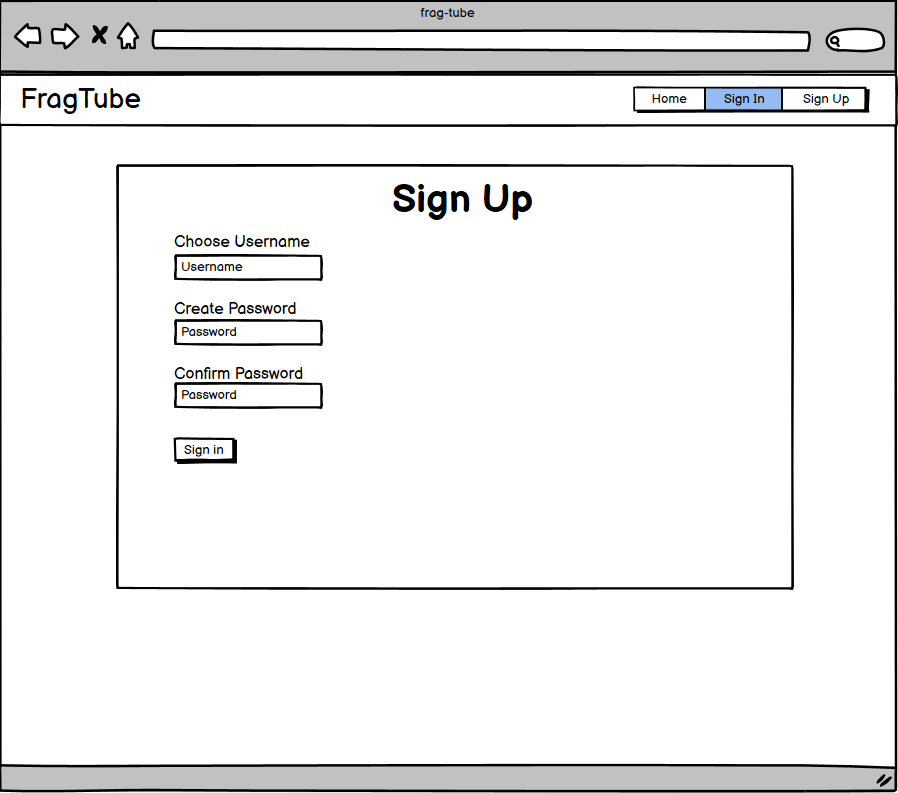 frag-tube
FragTube
Home Sign In Sign Up
Sign Up
Choose Username
Username
Create Password
Password
Confirm Password
Password
Sign in